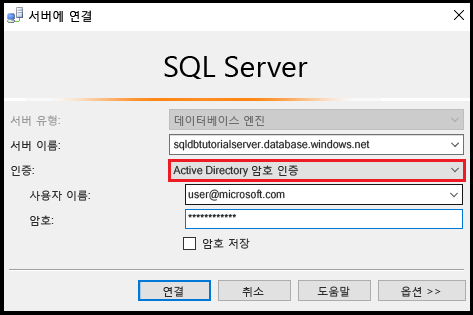 서버에 연결
SQL Server
서버 유형: 데이터베이스 엔진
서버 이름: sqldbtutorialserver.database.windows.net
인증: Active Directory 암호 인증
사용자 이름: user@microsoft.com
암호: ************
암호 저장
연결 취소 도움말 옵션 >>